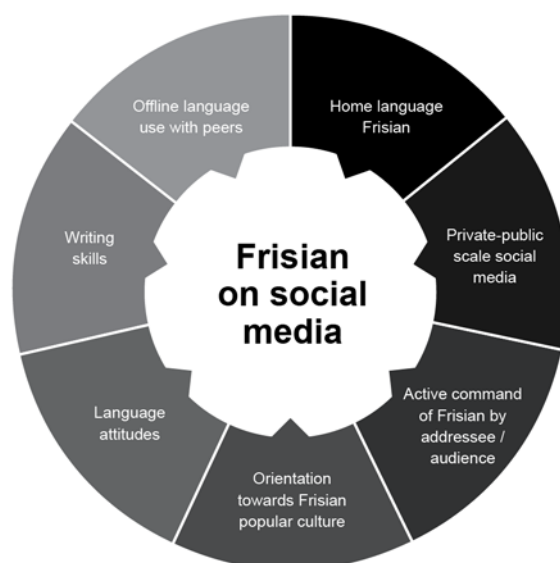 Frisian
on social
media
Home language
Frisian
Private-public
scale social
media
Active command
of Frisian by
addressee /
audience
Orientation
towards Frisian
popular culture
Language
attitudes
Writing
skills
Offline language
use with peers